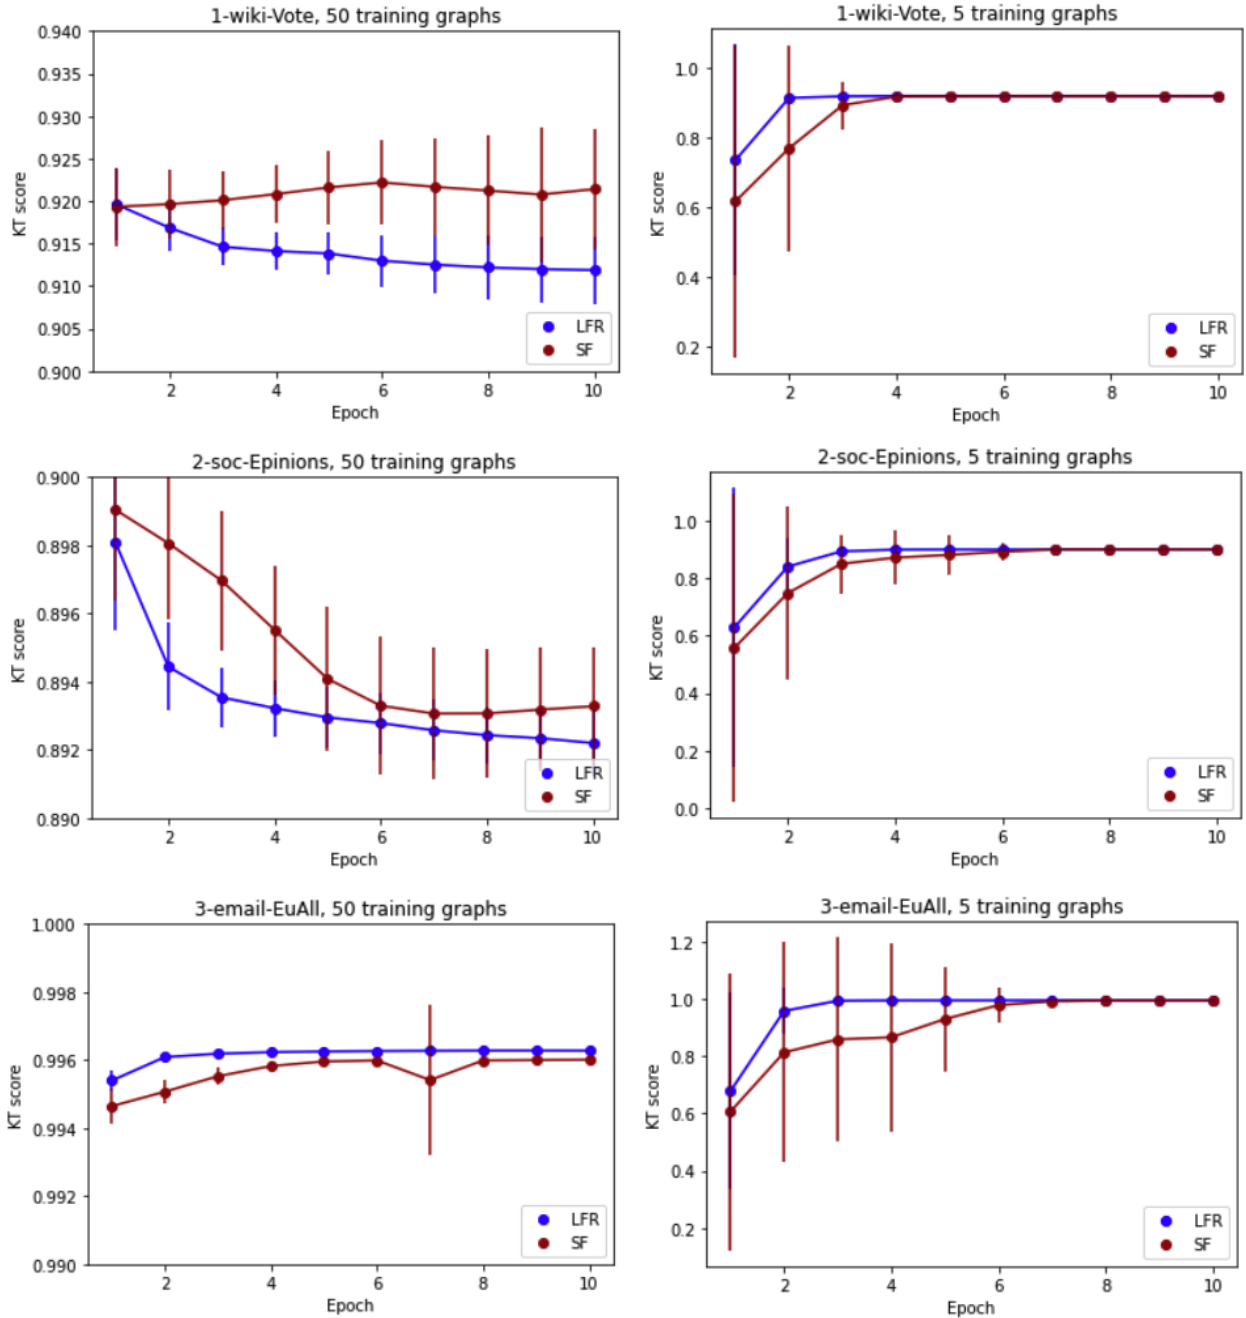 1-wiki-Vote, 50 training graphs
KT score
0.940
0.935
0.930
0.925
0.920
0.915
0.910
0.905
0.900
LFR
SF
2 4 6 8 10
Epoch
1-wiki-Vote, 5 training graphs
KT score
1.0
0.8
0.6
0.4
0.2
LFR
SF
2 4 6 8 10
Epoch
2-soc-Epinions, 50 training graphs
KT score
0.900
0.898
0.896
0.894
0.892
0.890
LFR
SF
2 4 6 8 10
Epoch
2-soc-Epinions, 5 training graphs
KT score
1.0
0.8
0.6
0.4
0.2
0.0
LFR
SF
2 4 6 8 10
Epoch
3-email-EuAll, 50 training graphs
KT score
1.000
0.998
0.996
0.994
0.992
0.990
LFR
SF
2 4 6 8 10
Epoch
3-email-EuAll, 5 training graphs
KT score
1.2
1.0
0.8
0.6
0.4
0.2
LFR
SF
2 4 6 8 10
Epoch